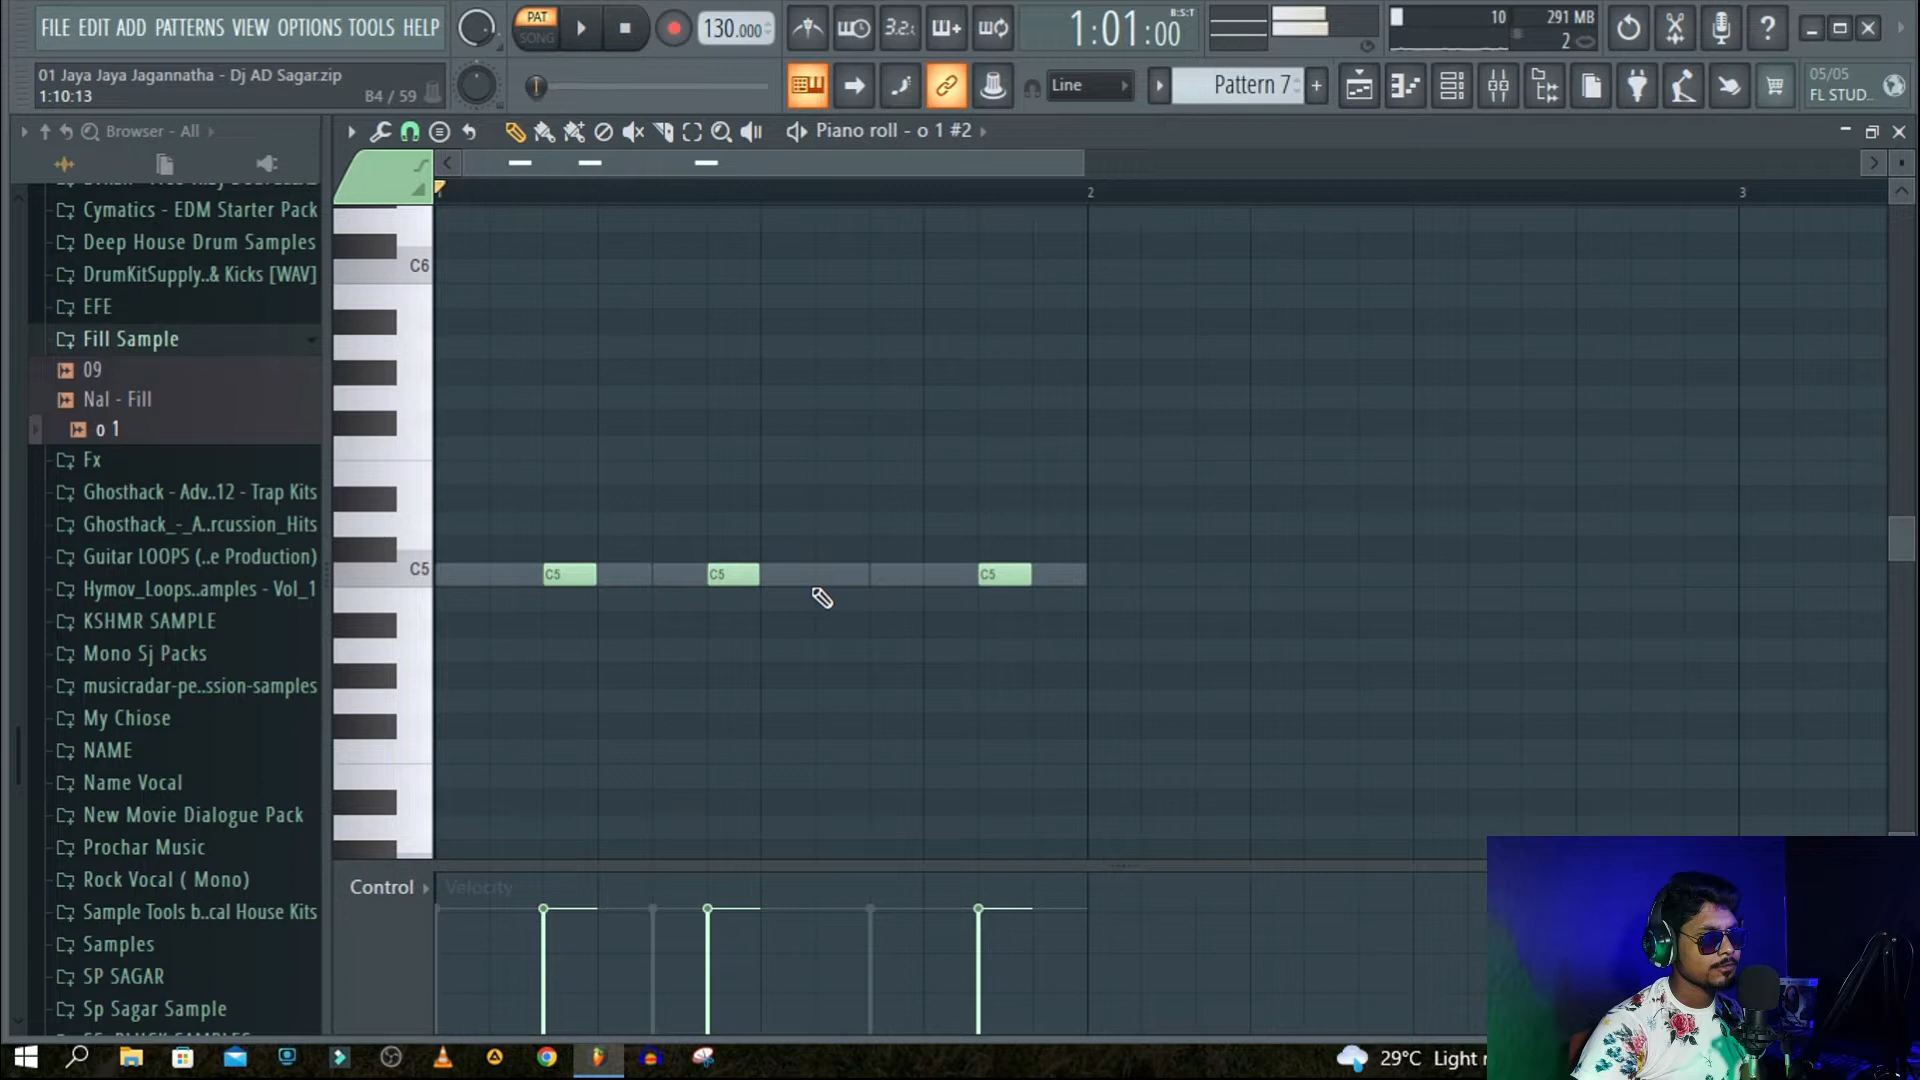 FILE EDIT ADD PATTERNS VIEW OPTIONS TOOLS HELP
PAT
SONG
130.000
3.2.
1:01:00
B:S:T
10
291 MB
2
01 Jaya Jaya Jagannatha - Dj AD Sagar.zip
1:10:13
B4 / 59
Line
Pattern 7
+
05/05
FL STUD..
Browser - All
Piano roll - o 1 #2
Cymatics - EDM Starter Pack
Deep House Drum Samples
DrumKitSupply..& Kicks [WAV]
EFE
Fill Sample
09
Nal - Fill
o 1
Fx
Ghosthack - Adv..12 - Trap Kits
Ghosthack_-_A..rcussion_Hits
Guitar LOOPS (..e Production)
Hymov_Loops..amples - Vol_1
KSHMR SAMPLE
Mono Sj Packs
musicradar-pe..ssion-samples
My Chiose
NAME
Name Vocal
New Movie Dialogue Pack
Prochar Music
Rock Vocal ( Mono)
Sample Tools b..cal House Kits
Samples
SP SAGAR
Sp Sagar Sample
2
3
C6
C5
C5
C5
C5
Control
Velocity
29°C Light r